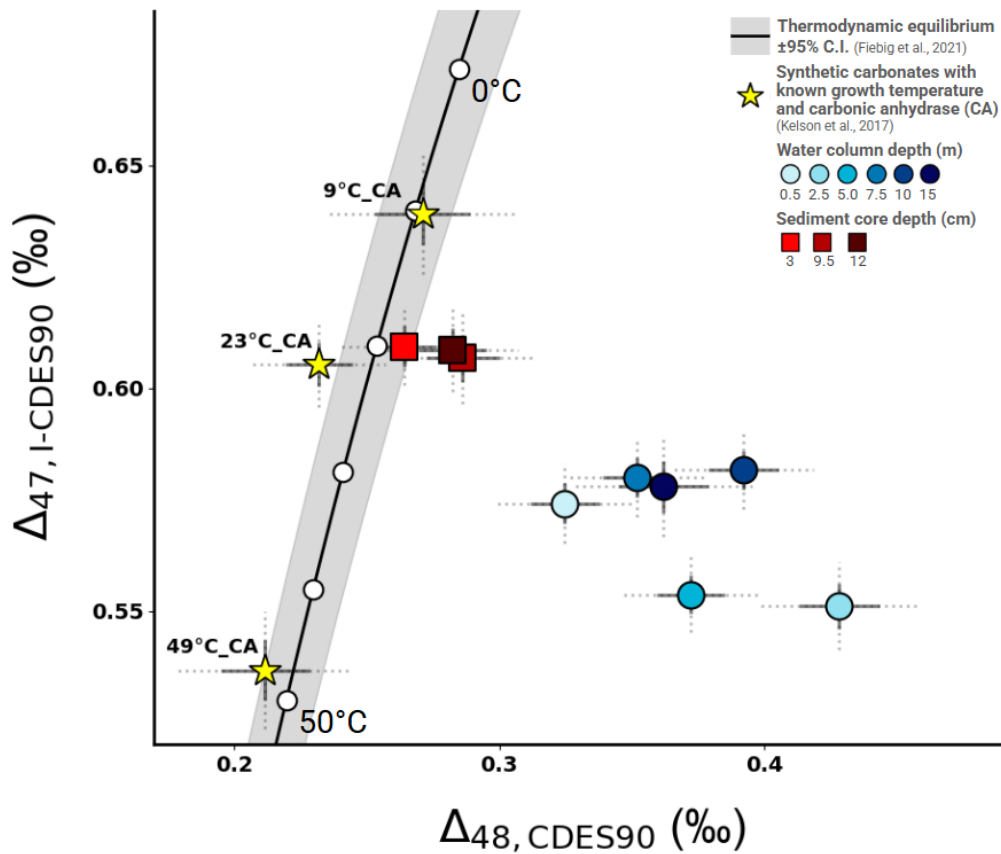 Thermodynamic equilibrium
±95% C.I. (Fiebig et al., 2021)
Synthetic carbonates with
known growth temperature
and carbonic anhydrase (CA)
(Kelson et al., 2017)
Water column depth (m)
0.5 2.5 5.0 7.5 10 15
Sediment core depth (cm)
3 9.5 12
0°C
0.65
9°C_CA
23°C_CA
0.60
0.55
49°C_CA
50°C
0.2 0.3 0.4
Δ47, I-CDES90 (‰)
Δ48, CDES90 (‰)